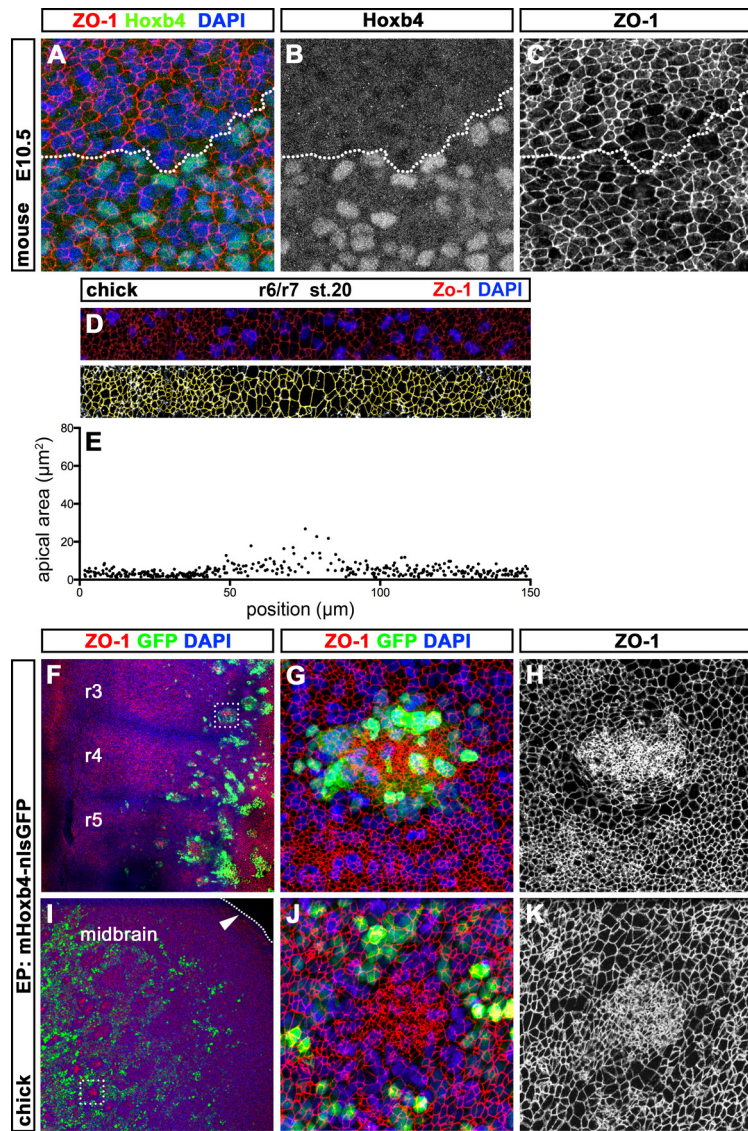 ZO-1 Hoxb4 DAPI
Hoxb4
ZO-1
mouse E10.5
A
B
C
chick r6/r7 st.20 Zo-1 DAPI
D
E
80
60
40
20
0
apical area (µm²)
0 50 100 150
position (µm)
ZO-1 GFP DAPI
ZO-1 GFP DAPI
ZO-1
chick EP: mHoxb4-nlsGFP
F
r3
r4
r5
G
H
I
midbrain
J
K